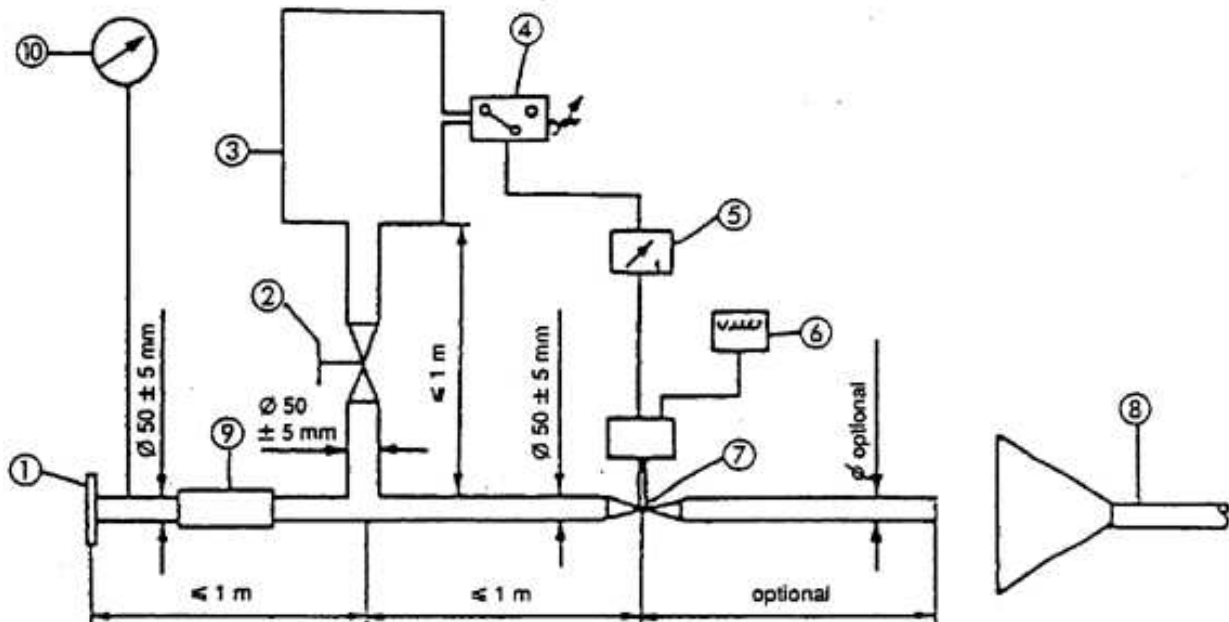 10
4
3
5
2
6
Ø 50 ± 5 mm
≤ 1 m
Ø 50
± 5 mm
Ø 50 ± 5 mm
Ø optional
8
9
7
1
≤ 1 m
≤ 1 m
optional